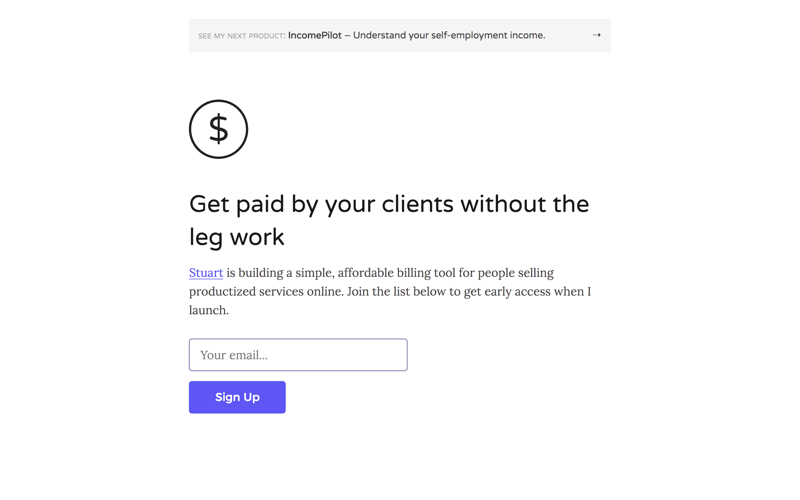 SEE MY NEXT PRODUCT: IncomePilot – Understand your self-employment income. ⇢
$
Get paid by your clients without the
leg work
Stuart is building a simple, affordable billing tool for people selling
productized services online. Join the list below to get early access when I
launch.
Your email...
Sign Up